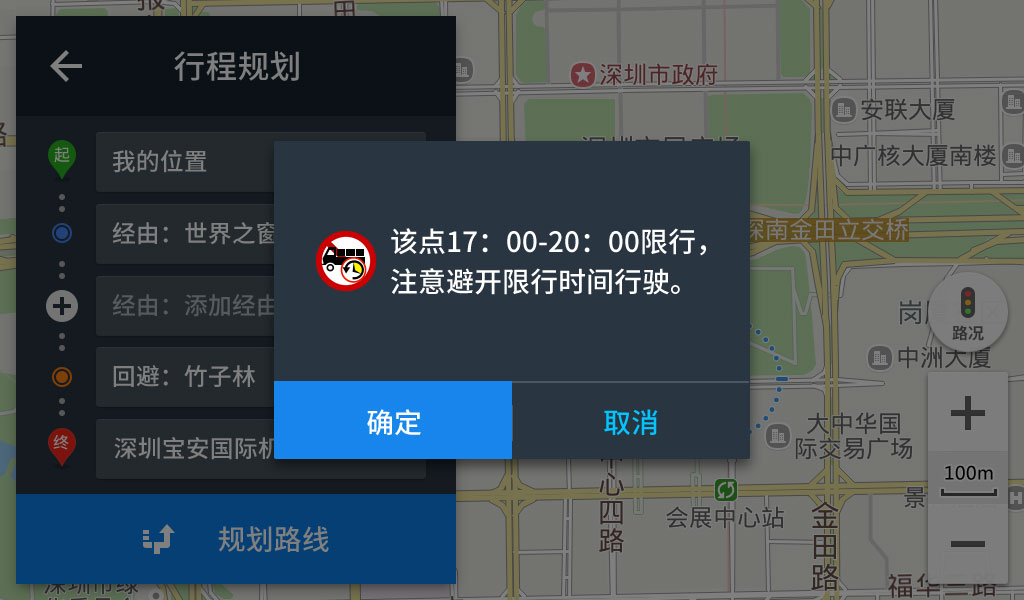 行程规划
起
我的位置
经由：世界之窗
经由：添加经由
回避：竹子林
终
深圳宝安国际机
规划路线
该点17：00-20：00限行，
注意避开限行时间行驶。
确定
取消
深圳市政府
安联大厦
中广核大厦南楼
深南金田立交桥
岗厦
路况
中洲大厦
大中华国
际交易广场
100m
景
会展中心站
心四路
金田路
福华三路
田